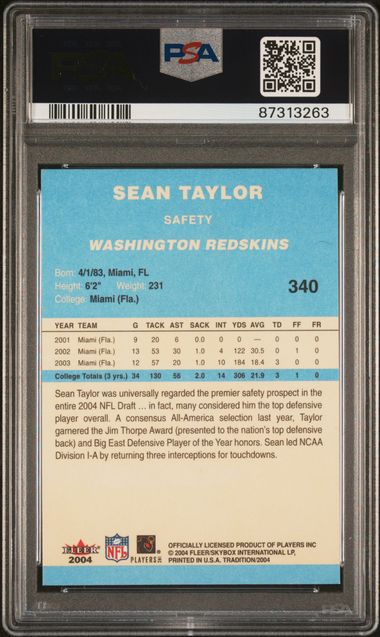 PSA
PSA
87313263
SEAN TAYLOR
SAFETY
WASHINGTON REDSKINS
Born: 4/1/83, Miami, FL
Height: 6'2" Weight: 231
340
College: Miami (Fla.)
YEAR TEAM G TACK AST SACK INT YDS AVG TD FF FR
2001 Miami (Fla.) 9 20 6 0.0 0 0 0 0 0 0
2002 Miami (Fla.) 13 53 30 1.0 4 122 30.5 0 1 0
2003 Miami (Fla.) 12 57 20 1.0 10 184 18.4 3 0 0
College Totals (3 yrs.) 34 130 56 2.0 14 306 21.9 3 1 0
Sean Taylor was universally regarded the premier safety prospect in the
entire 2004 NFL Draft ... in fact, many considered him the top defensive
player overall. A consensus All-America selection last year, Taylor
garnered the Jim Thorpe Award (presented to the nation's top defensive
back) and Big East Defensive Player of the Year honors. Sean led NCAA
Division I-A by returning three interceptions for touchdowns.
FLEER
2004
NFL
PLAYERS INC
OFFICIALLY LICENSED PRODUCT OF PLAYERS INC
© 2004 FLEER/SKYBOX INTERNATIONAL LP,
PRINTED IN U.S.A. TRADITION/2004
PSA